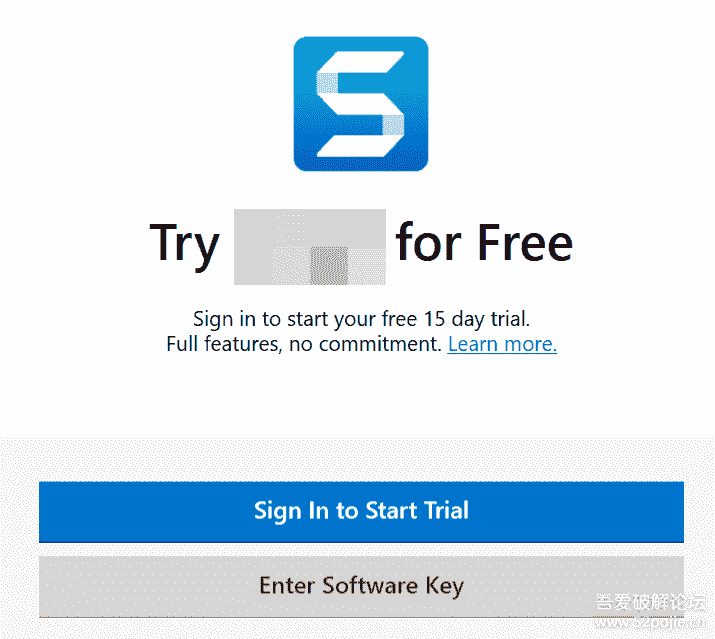 Try for Free
Sign in to start your free 15 day trial.
Full features, no commitment. Learn more.
Sign In to Start Trial
Enter Software Key
吾爱破解论坛
www.52pojie.cn